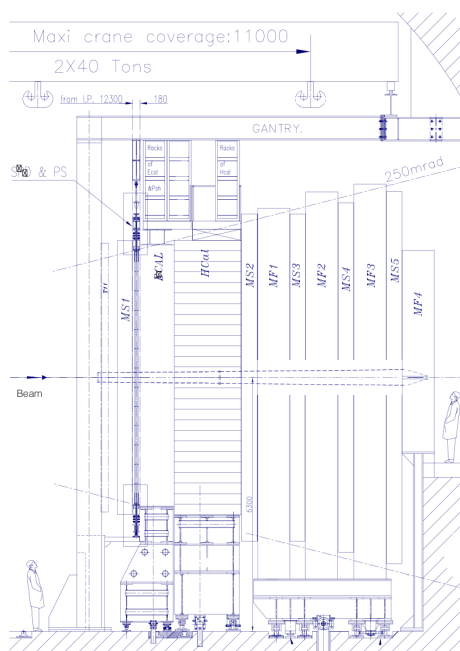 Maxi crane coverage:11000
2X40 Tons
from I.P. 12300
180
GANTRY.
Racks
of
Ecal
&Psh
Racks
of
Hcal
& PS
250mrad
MS1
HCal
MS2
MF1
MS3
MF2
MS4
MF3
MS5
MF4
Beam
6300